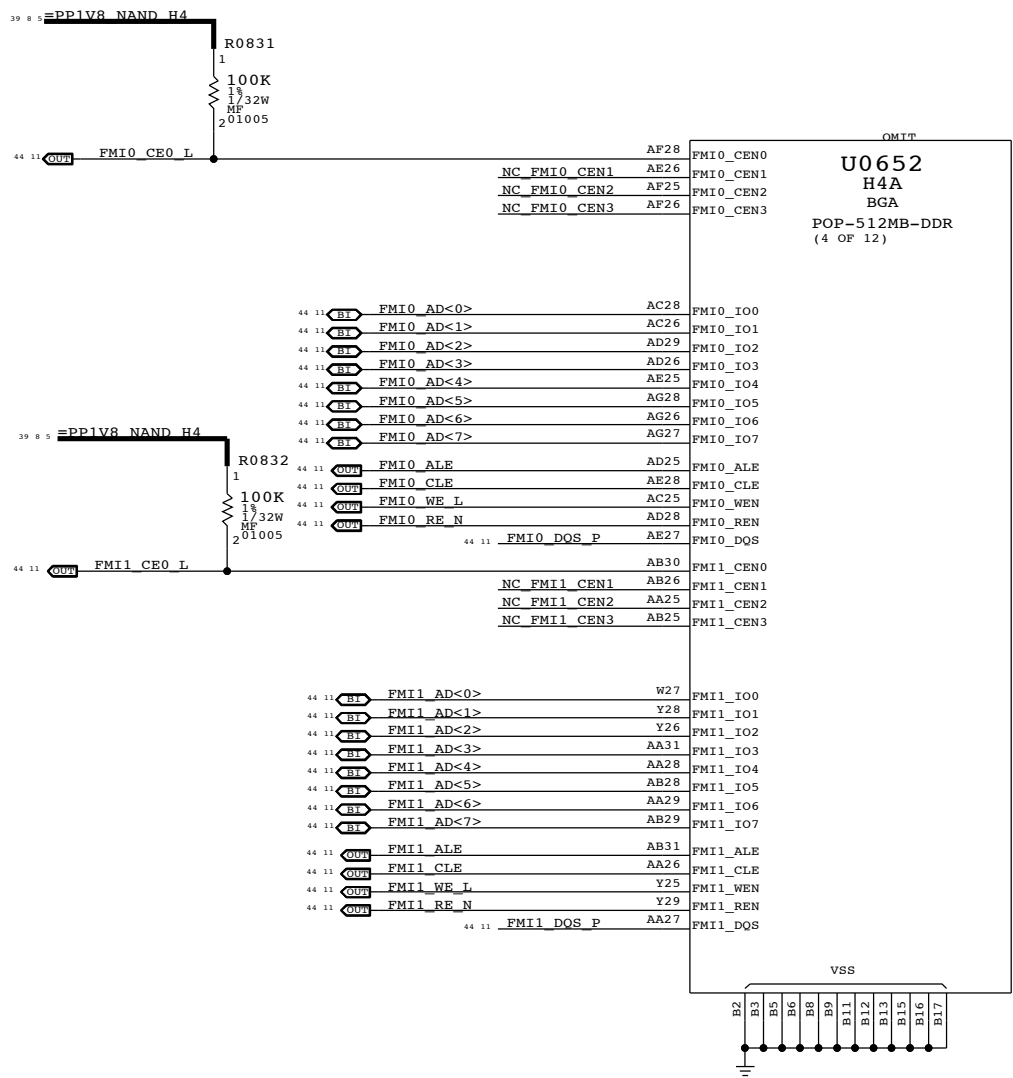 39 8 5 =PP1V8_NAND_H4
R0831
1
100K
1%
1/32W
MF
2 01005
44 11 OUT FMI0_CE0_L AF28 FMI0_CEN0
OMIT
U0652
H4A
BGA
POP-512MB-DDR
(4 OF 12)
NC_FMI0_CEN1 AE26 FMI0_CEN1
NC_FMI0_CEN2 AF25 FMI0_CEN2
NC_FMI0_CEN3 AF26 FMI0_CEN3
44 11 BI FMI0_AD<0> AC28 FMI0_IO0
44 11 BI FMI0_AD<1> AC26 FMI0_IO1
44 11 BI FMI0_AD<2> AD29 FMI0_IO2
44 11 BI FMI0_AD<3> AD26 FMI0_IO3
44 11 BI FMI0_AD<4> AE25 FMI0_IO4
44 11 BI FMI0_AD<5> AG28 FMI0_IO5
44 11 BI FMI0_AD<6> AG26 FMI0_IO6
44 11 BI FMI0_AD<7> AG27 FMI0_IO7
39 8 5 =PP1V8_NAND_H4
R0832
1
100K
1%
1/32W
MF
2 01005
44 11 OUT FMI0_ALE AD25 FMI0_ALE
44 11 OUT FMI0_CLE AE28 FMI0_CLE
44 11 OUT FMI0_WE_L AC25 FMI0_WEN
44 11 OUT FMI0_RE_N AD28 FMI0_REN
44 11 FMI0_DQS_P AE27 FMI0_DQS
44 11 OUT FMI1_CE0_L AB30 FMI1_CEN0
NC_FMI1_CEN1 AB26 FMI1_CEN1
NC_FMI1_CEN2 AA25 FMI1_CEN2
NC_FMI1_CEN3 AB25 FMI1_CEN3
44 11 BI FMI1_AD<0> W27 FMI1_IO0
44 11 BI FMI1_AD<1> Y28 FMI1_IO1
44 11 BI FMI1_AD<2> Y26 FMI1_IO2
44 11 BI FMI1_AD<3> AA31 FMI1_IO3
44 11 BI FMI1_AD<4> AA28 FMI1_IO4
44 11 BI FMI1_AD<5> AB28 FMI1_IO5
44 11 BI FMI1_AD<6> AA29 FMI1_IO6
44 11 BI FMI1_AD<7> AB29 FMI1_IO7
44 11 OUT FMI1_ALE AB31 FMI1_ALE
44 11 OUT FMI1_CLE AA26 FMI1_CLE
44 11 OUT FMI1_WE_L Y25 FMI1_WEN
44 11 OUT FMI1_RE_N Y29 FMI1_REN
44 11 FMI1_DQS_P AA27 FMI1_DQS
VSS
B2 B3 B5 B6 B8 B9 B11 B12 B13 B15 B16 B17